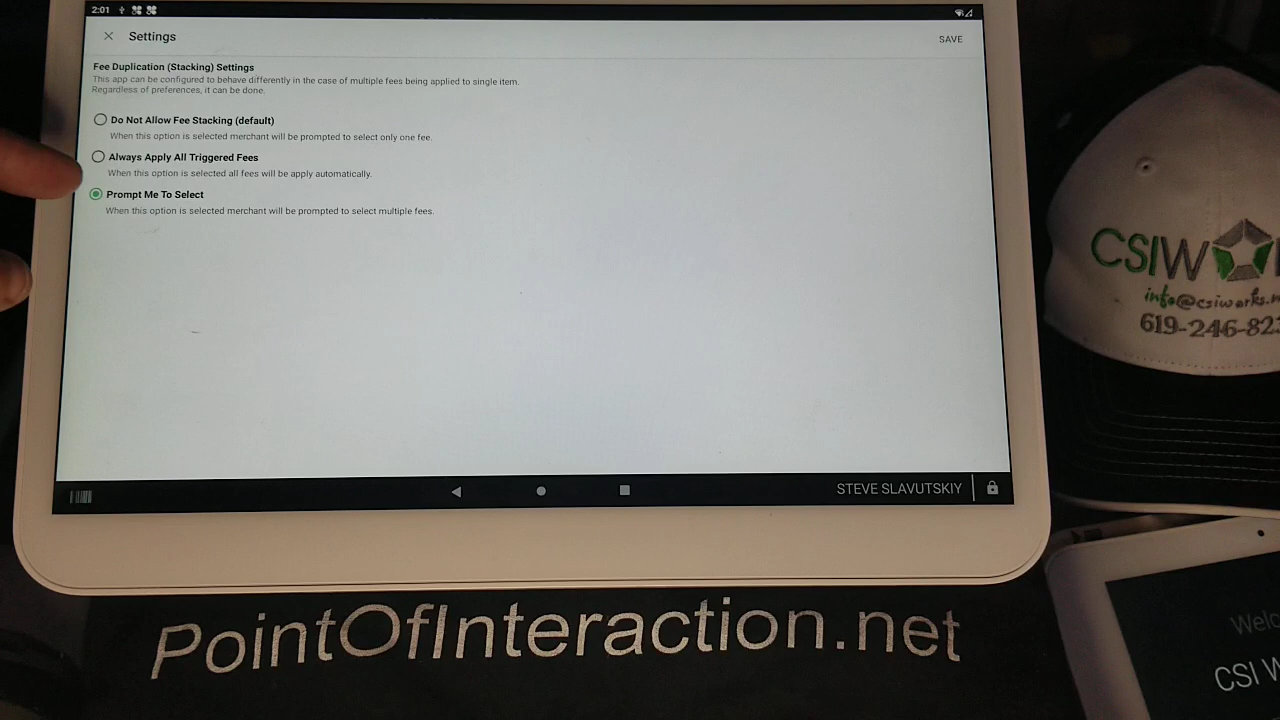 2:01
Settings
SAVE
Fee Duplication (Stacking) Settings
This app can be configured to behave differently in the case of multiple fees being applied to single item.
Regardless of preferences, it can be done.
Do Not Allow Fee Stacking (default)
When this option is selected merchant will be prompted to select only one fee.
Always Apply All Triggered Fees
When this option is selected all fees will be apply automatically.
Prompt Me To Select
When this option is selected merchant will be prompted to select multiple fees.
STEVE SLAVUTSKIY
CSIW
info@csiworks.n
619-246-82
PointOfInteraction.net
Welc
CSI W